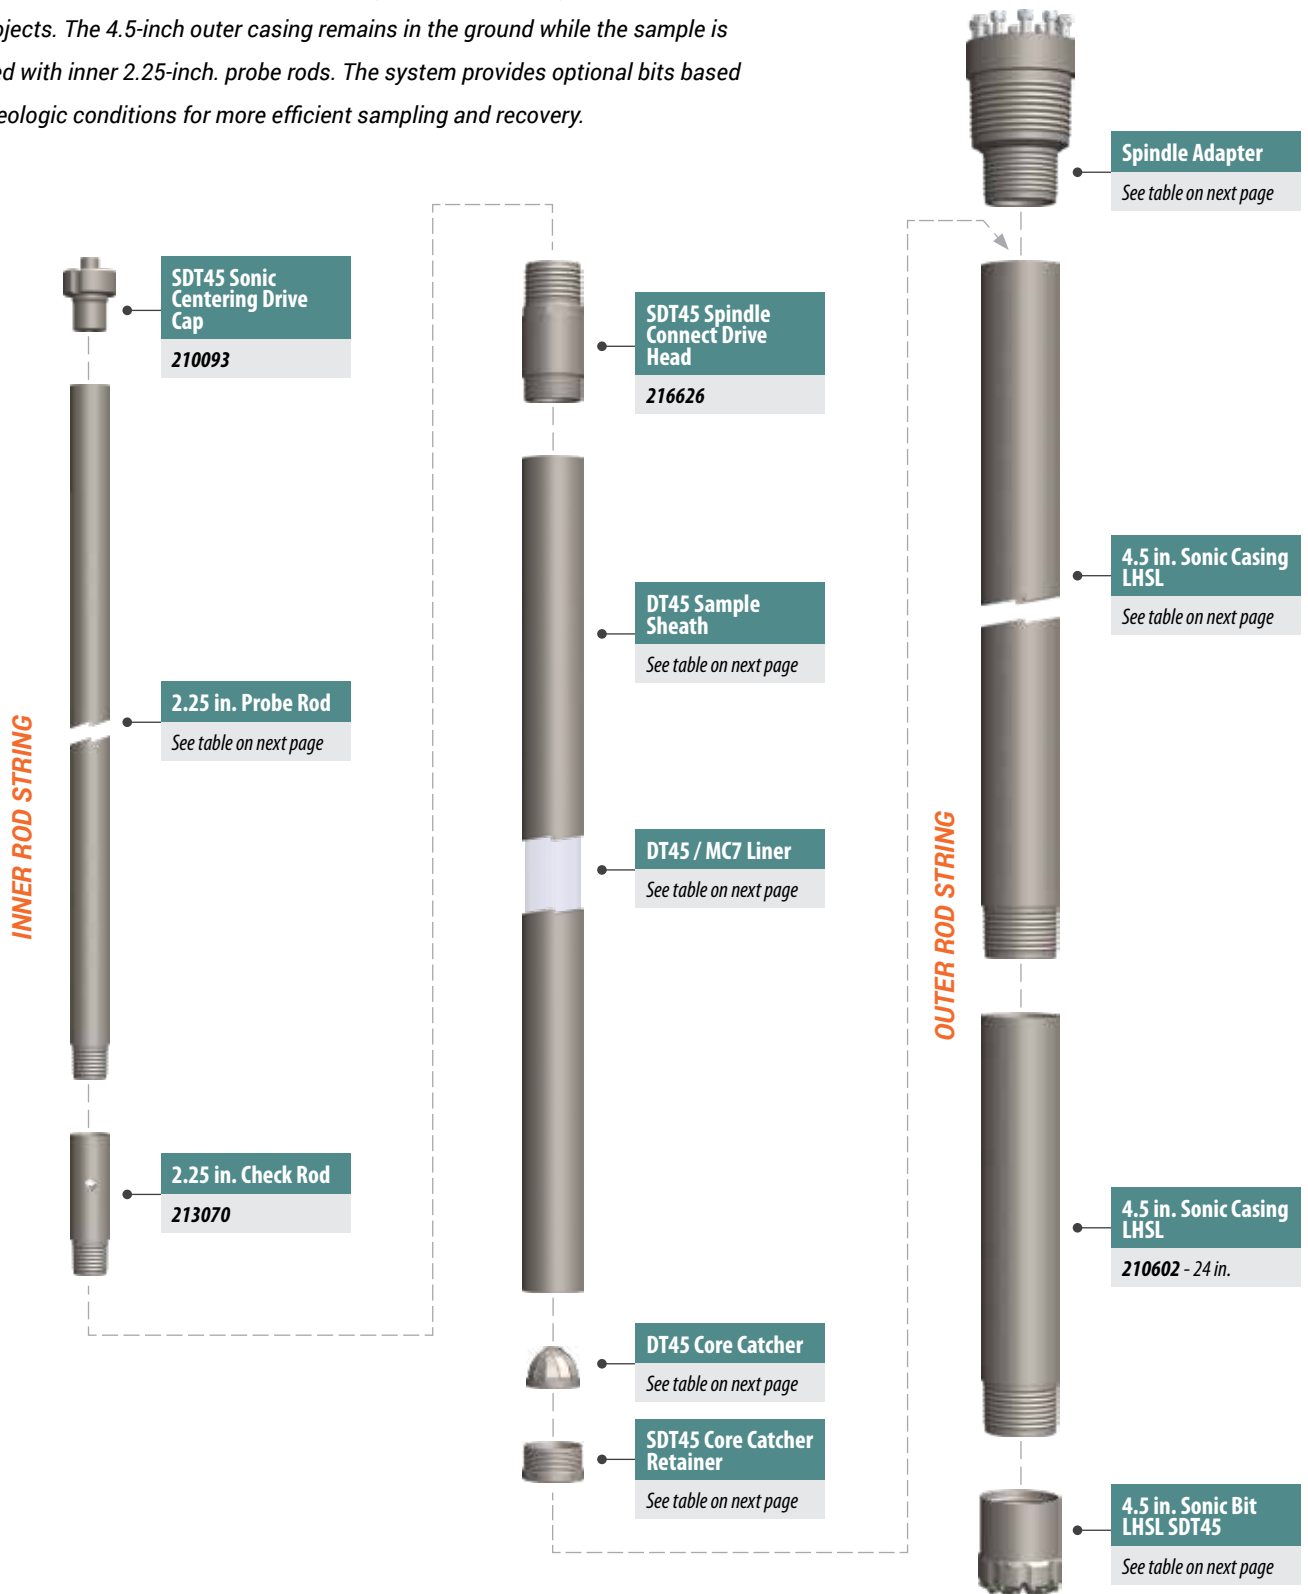 The 4.5-inch outer casing remains in the ground while the sample is
with inner 2.25-inch. probe rods. The system provides optional bits based
conditions for more efficient sampling and recovery.
SDT45 Sonic
Centering Drive
Cap
210093
2.25 in. Probe Rod
See table on next page
INNER ROD STRING
2.25 in. Check Rod
213070
SDT45 Spindle
Connect Drive
Head
216626
DT45 Sample
Sheath
See table on next page
DT45 / MC7 Liner
See table on next page
DT45 Core Catcher
See table on next page
SDT45 Core Catcher
Retainer
See table on next page
Spindle Adapter
See table on next page
4.5 in. Sonic Casing
LHSL
See table on next page
OUTER ROD STRING
4.5 in. Sonic Casing
LHSL
210602 - 24 in.
4.5 in. Sonic Bit
LHSL SDT45
See table on next page